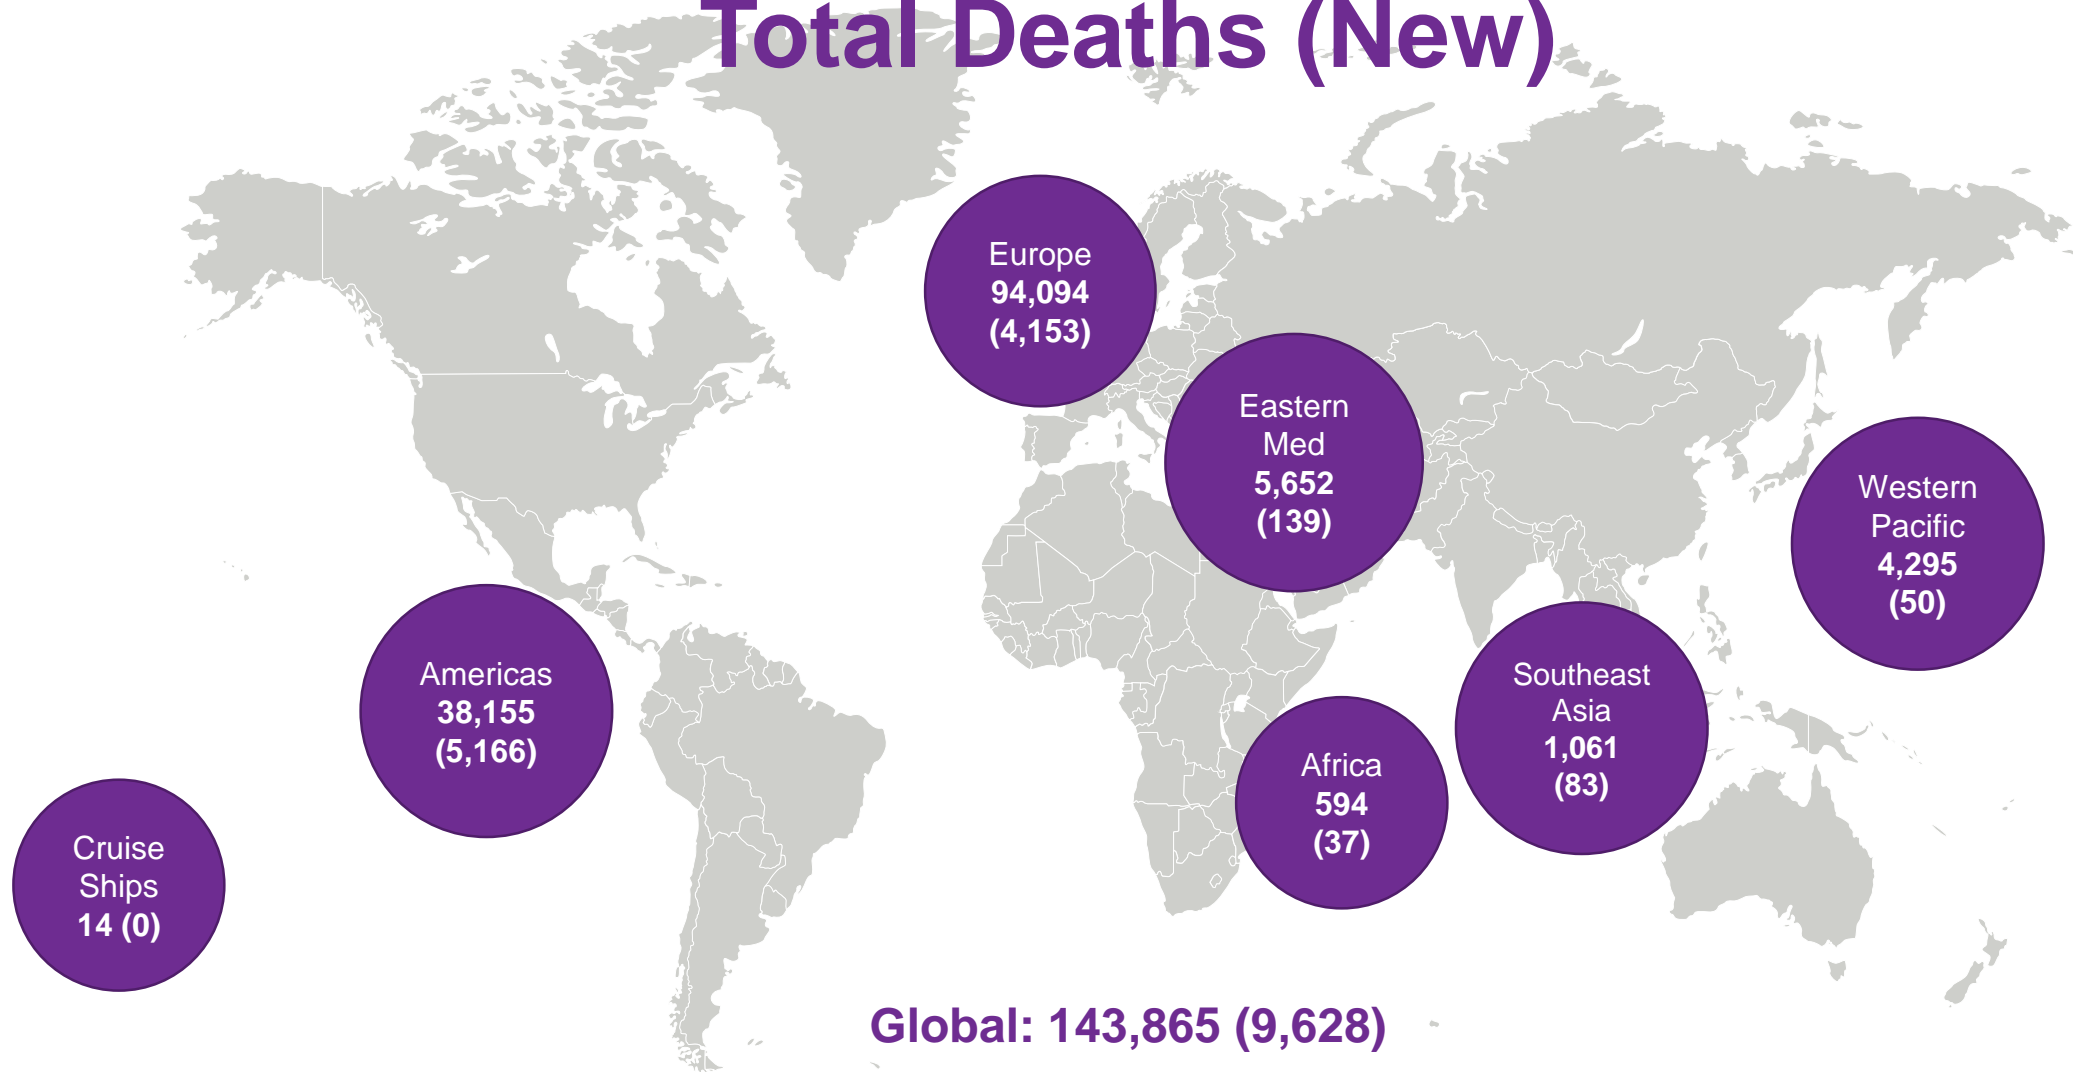 Total Deaths (New)
Europe
94,094
(4,153)
Eastern
Med
5,652
(139)
Western
Pacific
4,295
(50)
Americas
38,155
(5,166)
Southeast
Asia
1,061
(83)
Africa
594
(37)
Cruise
Ships
14 (0)
Global: 143,865 (9,628)